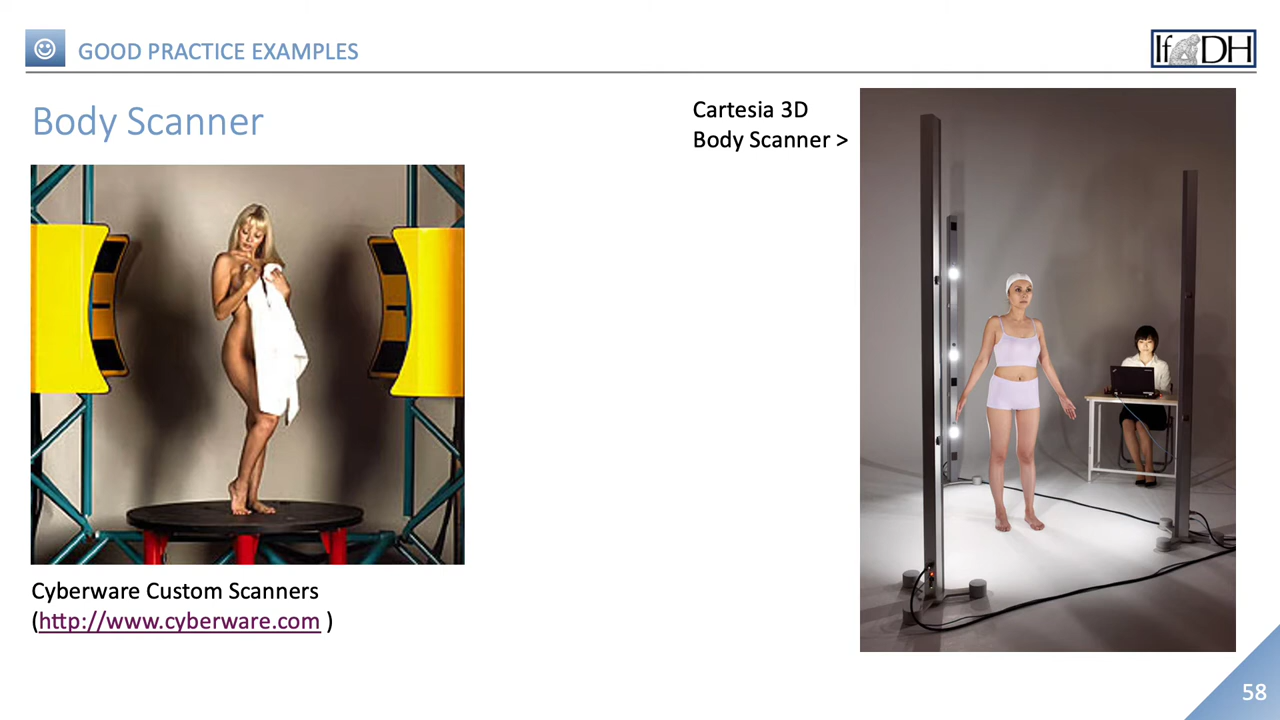 GOOD PRACTICE EXAMPLES
IfDH
Body Scanner
Cartesia 3D
Body Scanner >
Cyberware Custom Scanners
(http://www.cyberware.com )
58